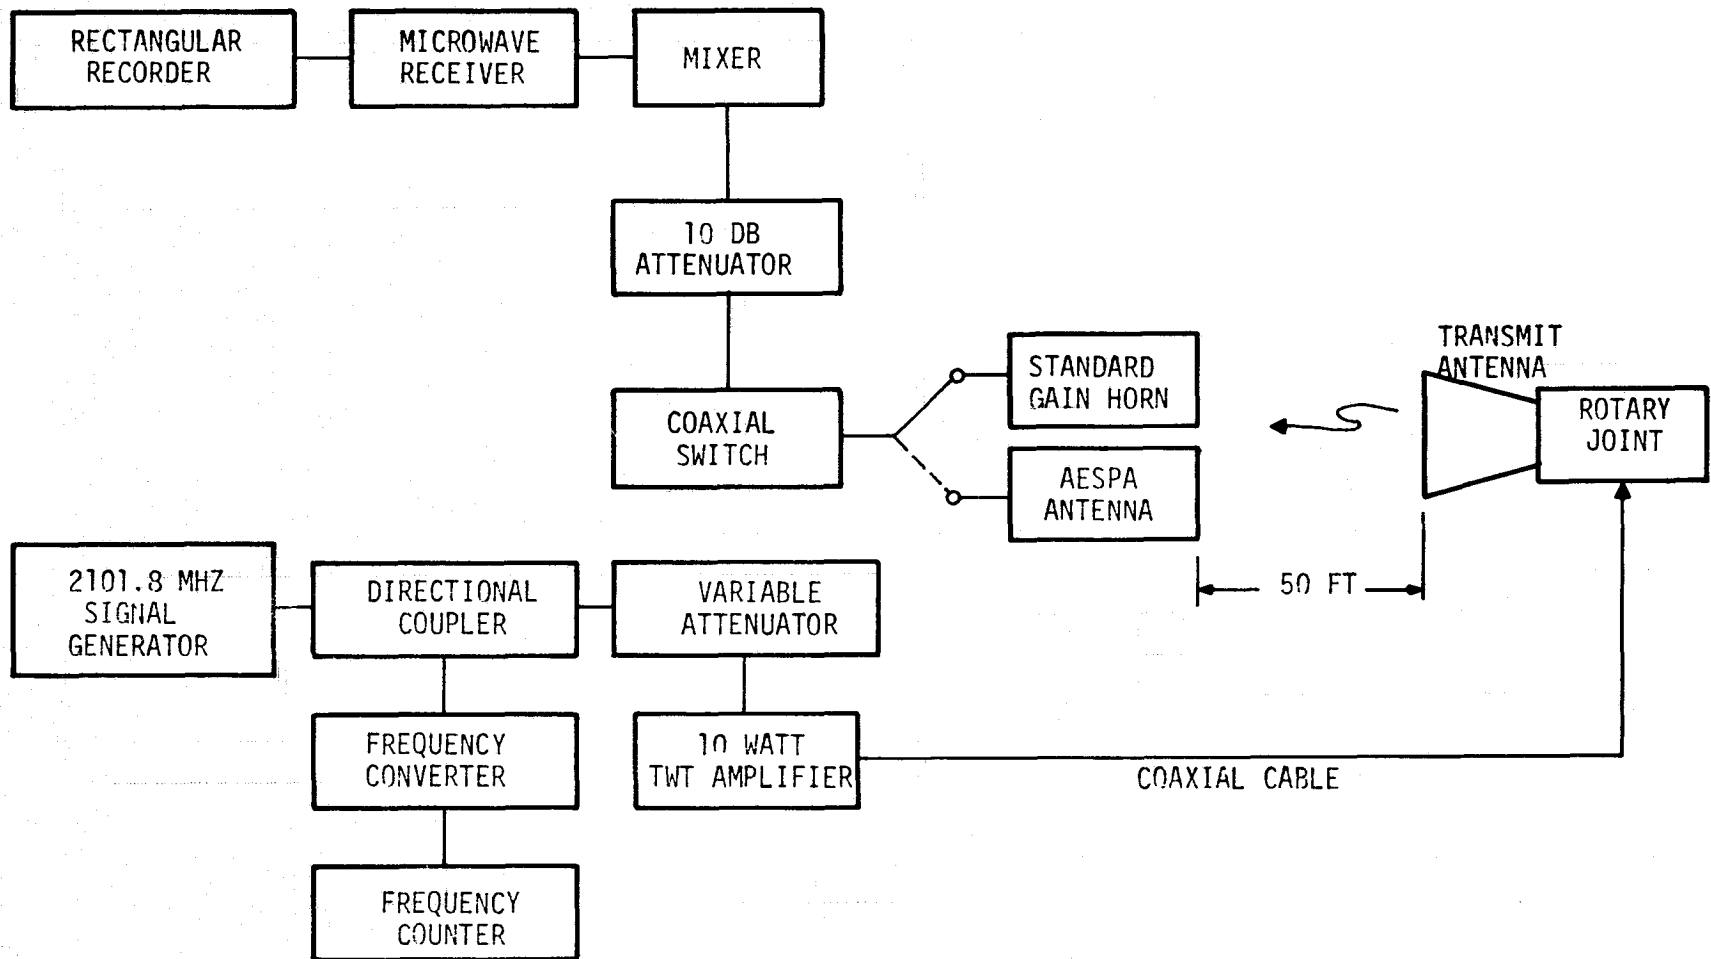 RECTANGULAR
RECORDER
MICROWAVE
RECEIVER
MIXER
10 DB
ATTENUATOR
COAXIAL
SWITCH
STANDARD
GAIN HORN
AESPA
ANTENNA
TRANSMIT
ANTENNA
ROTARY
JOINT
50 FT
2101.8 MHZ
SIGNAL
GENERATOR
DIRECTIONAL
COUPLER
VARIABLE
ATTENUATOR
FREQUENCY
CONVERTER
10 WATT
TWT AMPLIFIER
COAXIAL CABLE
FREQUENCY
COUNTER